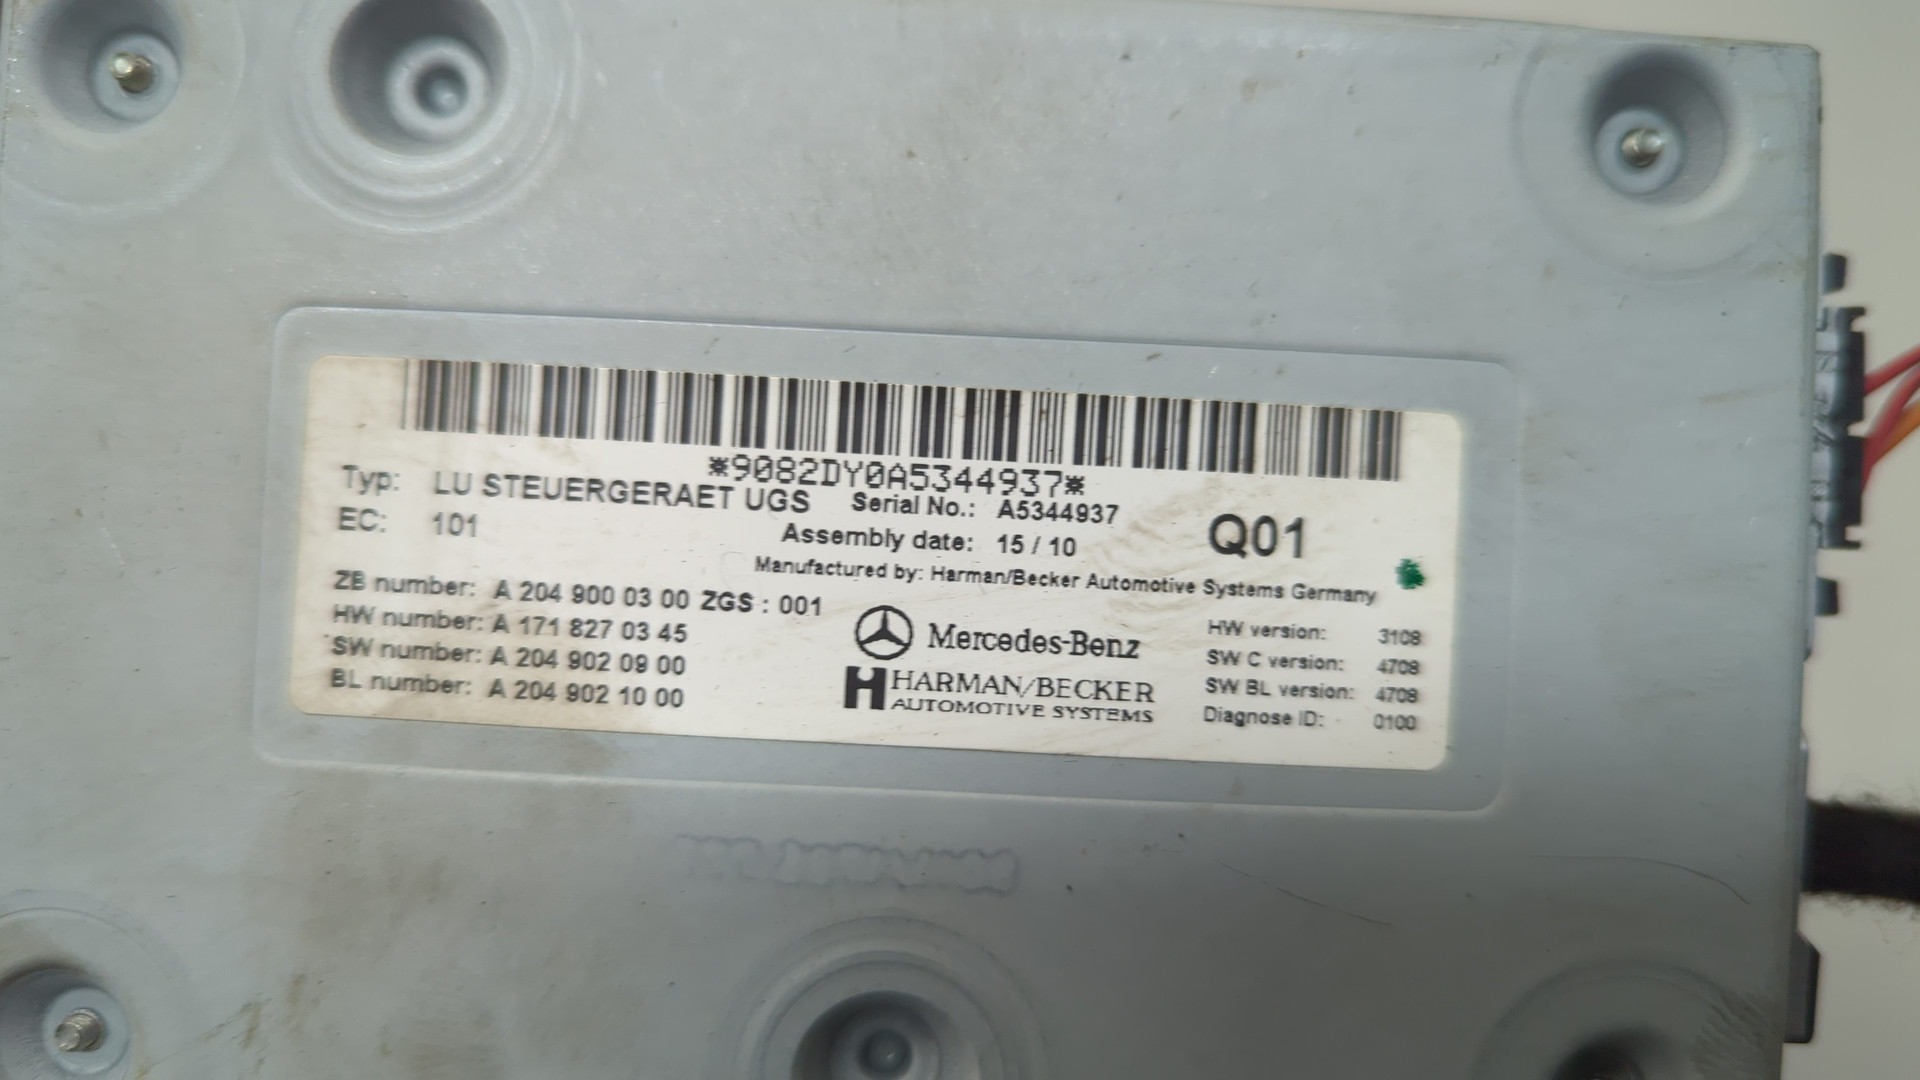 *9082DY0A5344937*
Typ: LU STEUERGERAET UGS Serial No.: A5344937
EC: 101
Assembly date: 15 / 10
Q01
Manufactured by: Harman/Becker Automotive Systems Germany
ZB number: A 204 900 03 00 ZGS : 001
HW number: A 171 827 03 45
SW number: A 204 902 09 00
BL number: A 204 902 10 00
Mercedes-Benz
HARMAN/BECKER
AUTOMOTIVE SYSTEMS
HW version: 3108
SW C version: 4708
SW BL version: 4708
Diagnose ID: 0100